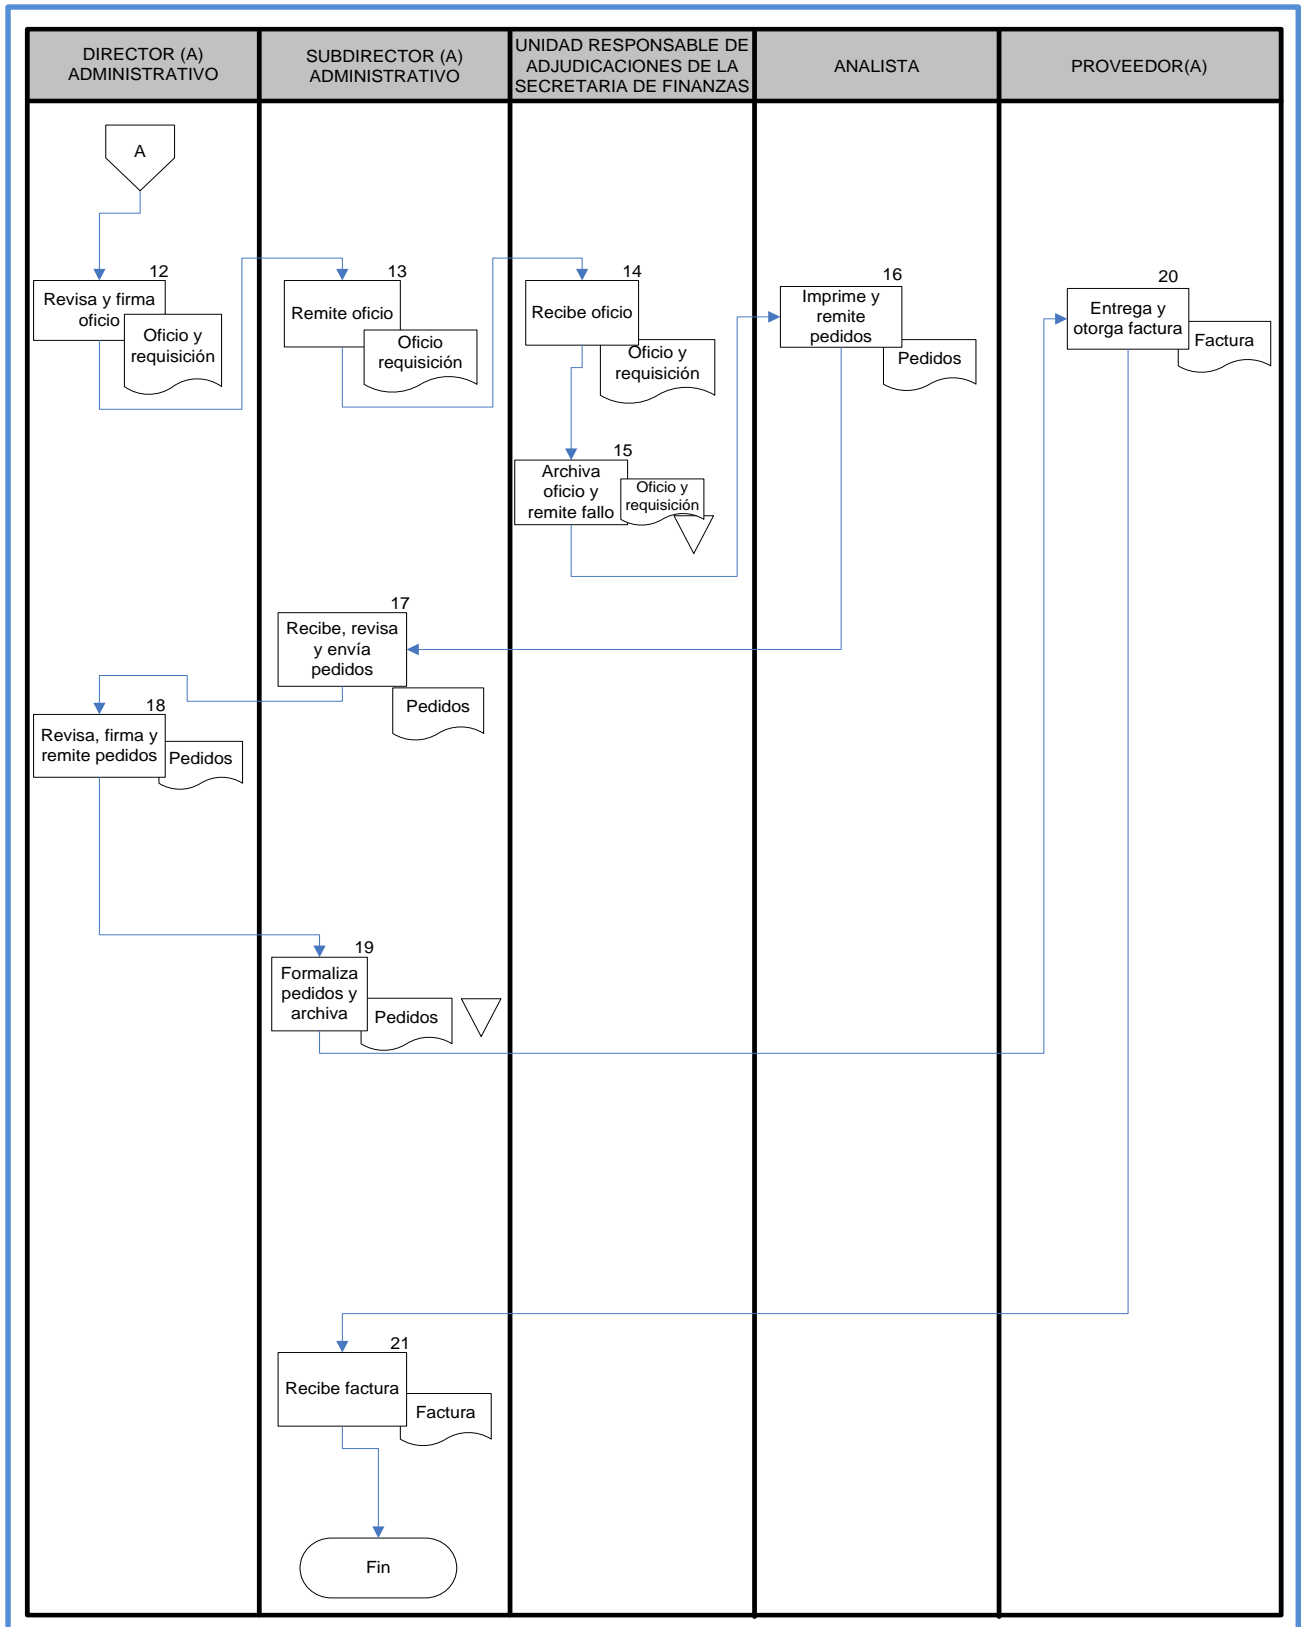 DIRECTOR (A)
ADMINISTRATIVO
SUBDIRECTOR (A)
ADMINISTRATIVO
UNIDAD RESPONSABLE DE
ADJUDICACIONES DE LA
SECRETARIA DE FINANZAS
ANALISTA
PROVEEDOR(A)
A
12
Revisa y firma
oficio
Oficio y
requisición
13
Remite oficio
Oficio
requisición
14
Recibe oficio
Oficio y
requisición
15
Archiva
oficio y
remite fallo
Oficio y
requisición
16
Imprime y
remite
pedidos
Pedidos
17
Recibe, revisa
y envía
pedidos
Pedidos
18
Revisa, firma y
remite pedidos
Pedidos
19
Formaliza
pedidos y
archiva
Pedidos
20
Entrega y
otorga factura
Factura
21
Recibe factura
Factura
Fin